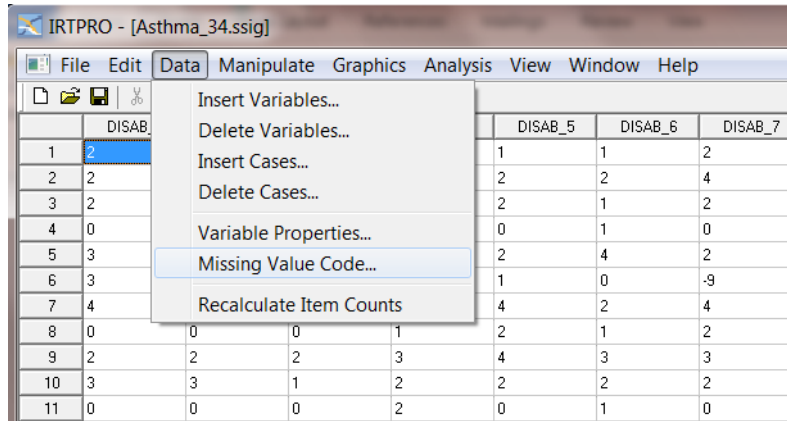 IRTPRO - [Asthma_34.ssig]
File Edit Data Manipulate Graphics Analysis View Window Help
Insert Variables...
Delete Variables...
Insert Cases...
Delete Cases...
Variable Properties...
Missing Value Code...
Recalculate Item Counts
DISAB_ DISAB_5 DISAB_6 DISAB_7
1 2 1 1 2
2 2 2 2 4
3 2 2 1 2
4 0 0 1 0
5 3 2 4 2
6 3 1 0 -9
7 4 4 2 4
8 0 0 0 1 2 1 2
9 2 2 2 3 4 3 3
10 3 3 1 2 2 2 2
11 0 0 0 2 0 1 0